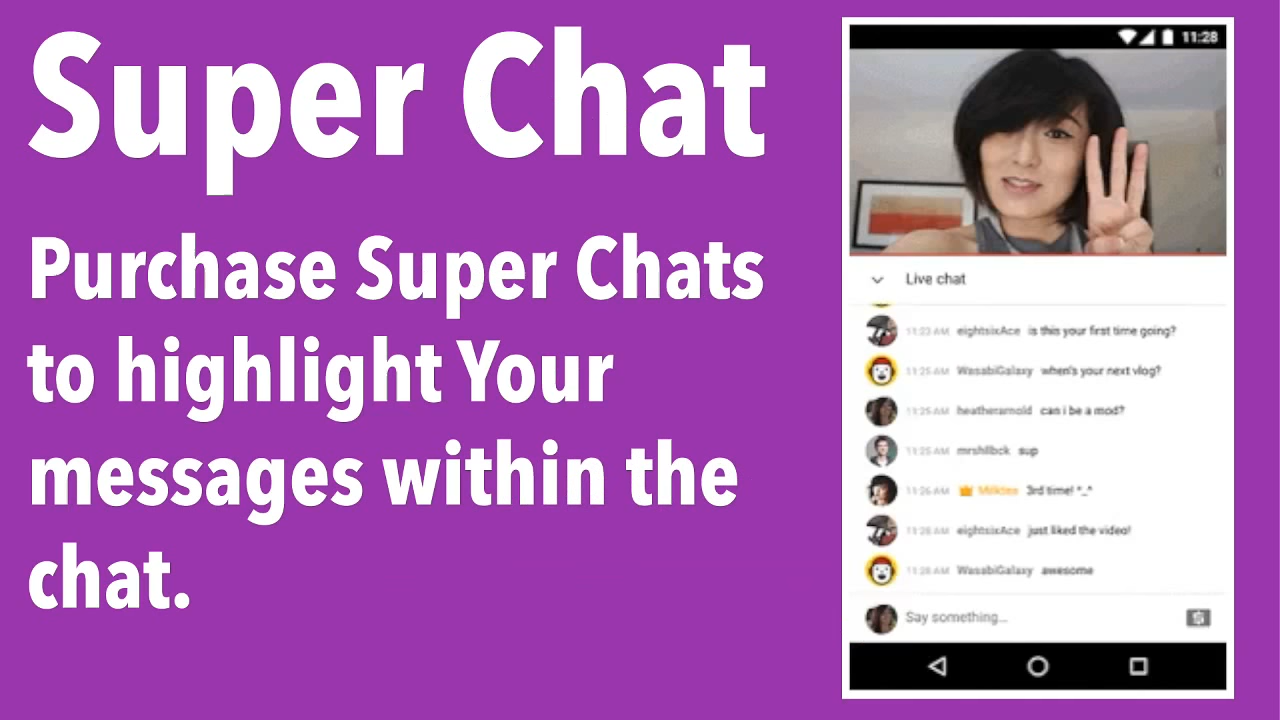 Super Chat
Purchase Super Chats
to highlight Your
messages within the
chat.
11:28
Live chat
11:23 AM eightsixAce is this your first time going?
11:25 AM WasabiGalaxy when's your next vlog?
11:25 AM heatherarnold can i be a mod?
11:25 AM mrshllbck sup
11:26 AM Milktea 3rd time! ^_^
11:28 AM eightsixAce just liked the video!
11:28 AM WasabiGalaxy awesome
Say something...